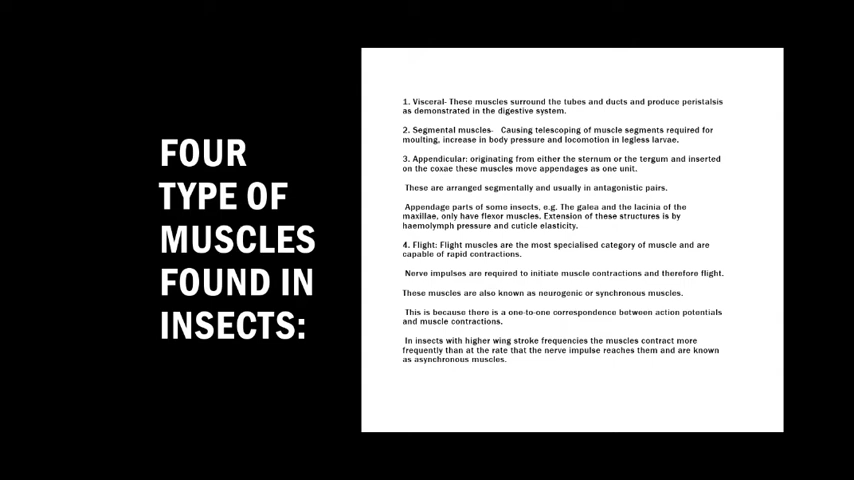 FOUR
TYPE OF
MUSCLES
FOUND IN
INSECTS:
1. Visceral- These muscles surround the tubes and ducts and produce peristalsis
as demonstrated in the digestive system.
2. Segmental muscles- Causing telescoping of muscle segments required for
moulting, increase in body pressure and locomotion in legless larvae.
3. Appendicular: originating from either the sternum or the tergum and inserted
on the coxae these muscles move appendages as one unit.
These are arranged segmentally and usually in antagonistic pairs.
Appendage parts of some insects, e.g. The galea and the lacinia of the
maxillae, only have flexor muscles. Extension of these structures is by
haemolymph pressure and cuticle elasticity.
4. Flight: Flight muscles are the most specialised category of muscle and are
capable of rapid contractions.
Nerve impulses are required to initiate muscle contractions and therefore flight.
These muscles are also known as neurogenic or synchronous muscles.
This is because there is a one-to-one correspondence between action potentials
and muscle contractions.
In insects with higher wing stroke frequencies the muscles contract more
frequently than at the rate that the nerve impulse reaches them and are known
as asynchronous muscles.